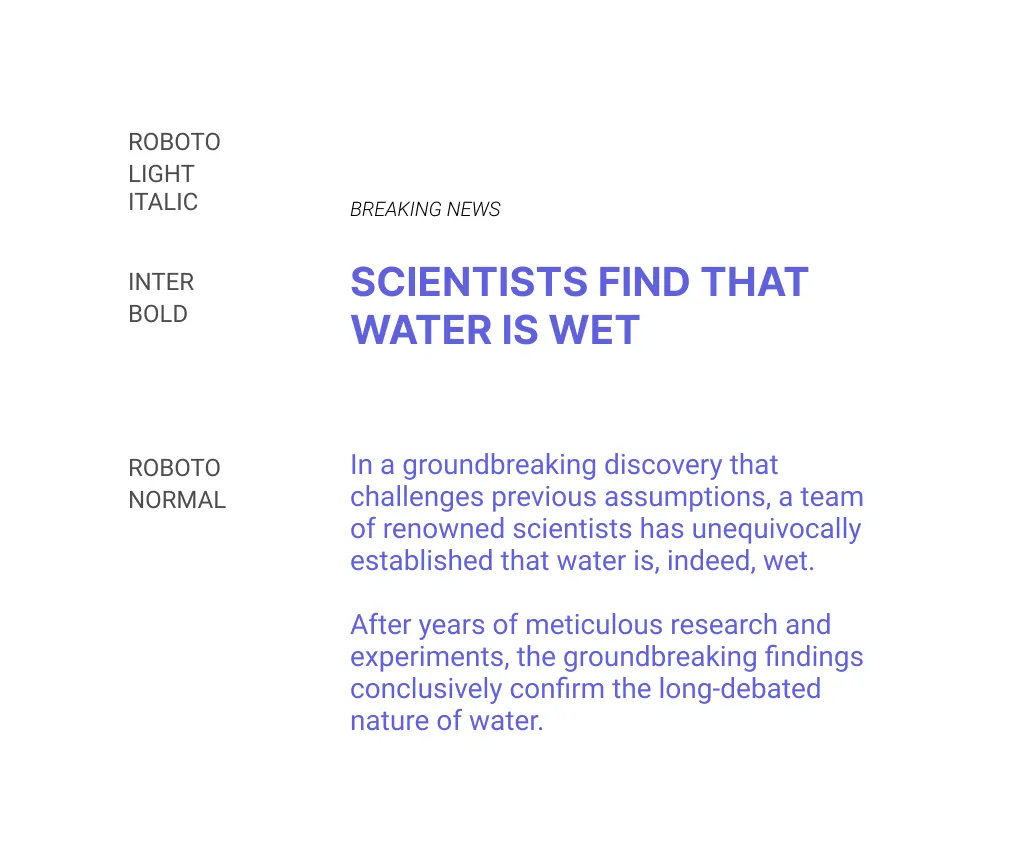 ROBOTO
LIGHT
ITALIC
BREAKING NEWS
INTER
BOLD
SCIENTISTS FIND THAT
WATER IS WET
ROBOTO
NORMAL
In a groundbreaking discovery that
challenges previous assumptions, a team
of renowned scientists has unequivocally
established that water is, indeed, wet.
After years of meticulous research and
experiments, the groundbreaking findings
conclusively confirm the long-debated
nature of water.